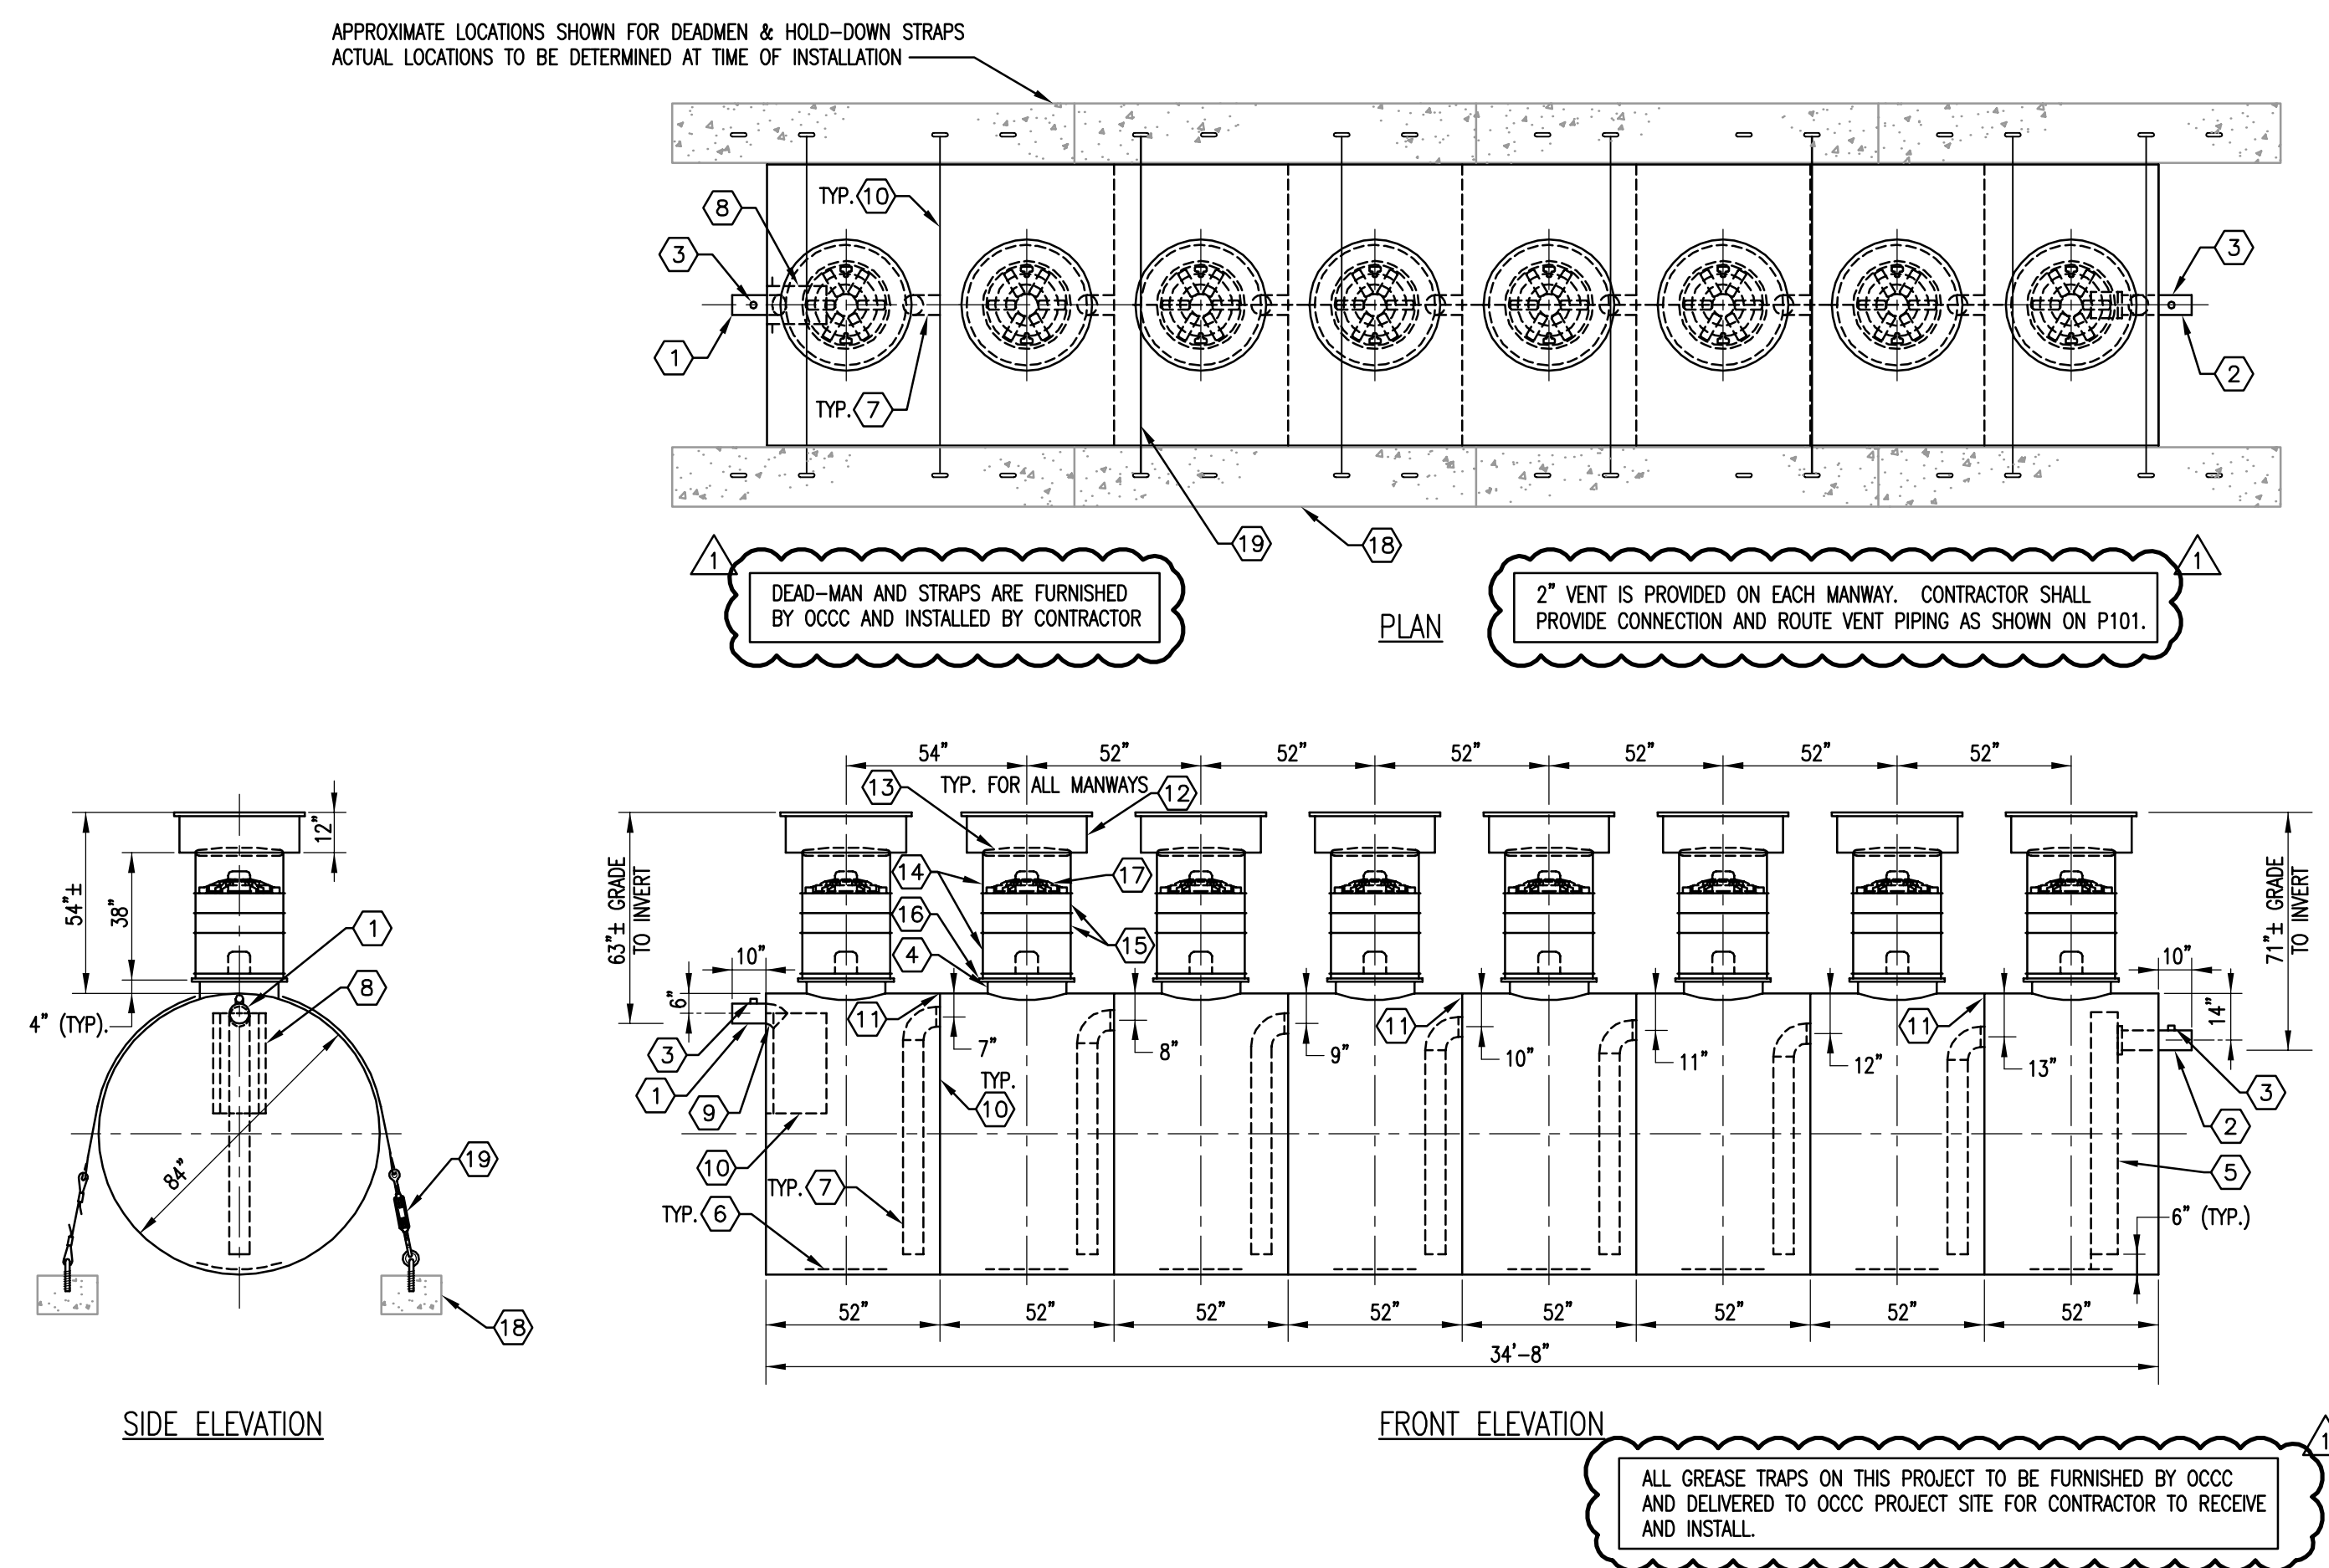 APPROXIMATE LOCATIONS SHOWN FOR DEADMEN & HOLD-DOWN STRAPS
ACTUAL LOCATIONS TO BE DETERMINED AT TIME OF INSTALLATION
8
TYP. 10
3
3
1
TYP. 7
2
19
18
1
DEAD-MAN AND STRAPS ARE FURNISHED
BY OCCC AND INSTALLED BY CONTRACTOR
PLAN
1
2" VENT IS PROVIDED ON EACH MANWAY. CONTRACTOR SHALL
PROVIDE CONNECTION AND ROUTE VENT PIPING AS SHOWN ON P101.
12"
54"±
38"
1
8
4" (TYP).
84"
19
18
SIDE ELEVATION
54" 52" 52" 52" 52" 52" 52"
13 TYP. FOR ALL MANWAYS 12
63"± GRADE
TO INVERT
14
17
16
15
4
10"
6"
11
11
11
3
1
9
7"
8"
9"
10"
11"
12"
13"
TYP.
10
10
TYP. 7
TYP. 6
71"± GRADE
TO INVERT
10"
14"
3
2
5
6" (TYP.)
52" 52" 52" 52" 52" 52" 52" 52"
34'-8"
FRONT ELEVATION
1
ALL GREASE TRAPS ON THIS PROJECT TO BE FURNISHED BY OCCC
AND DELIVERED TO OCCC PROJECT SITE FOR CONTRACTOR TO RECEIVE
AND INSTALL.